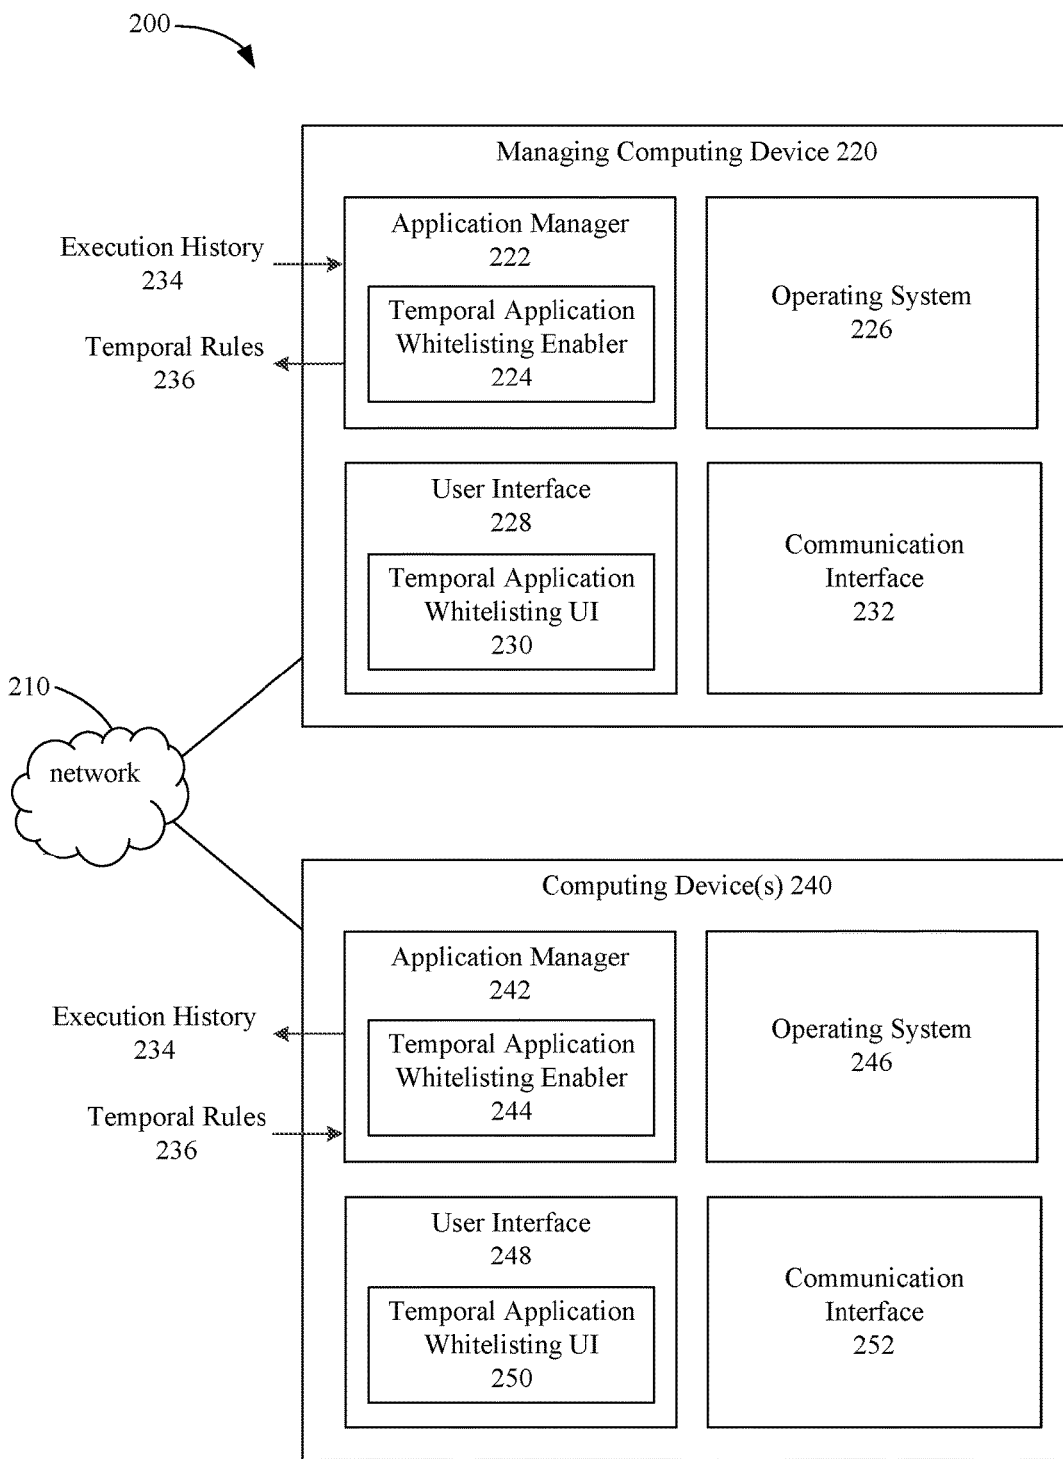 200
Managing Computing Device 220
Application Manager
222
Execution History
234
Temporal Application
Whitelisting Enabler
224
Temporal Rules
236
Operating System
226
User Interface
228
Temporal Application
Whitelisting UI
230
Communication
Interface
232
210
network
Computing Device(s) 240
Application Manager
242
Execution History
234
Temporal Application
Whitelisting Enabler
244
Temporal Rules
236
Operating System
246
User Interface
248
Temporal Application
Whitelisting UI
250
Communication
Interface
252